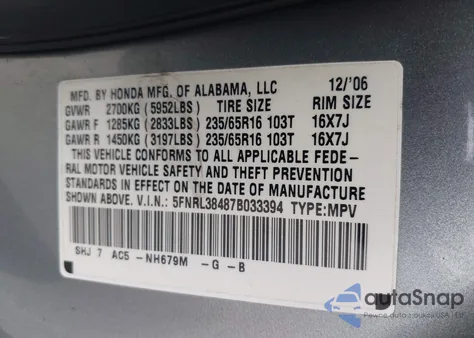 MFD. BY HONDA MFG. OF ALABAMA, LLC 12/'06
GVWR 2700KG (5952LBS) TIRE SIZE RIM SIZE
GAWR F 1285KG (2833LBS) 235/65R16 103T 16X7J
GAWR R 1450KG (3197LBS) 235/65R16 103T 16X7J
THIS VEHICLE CONFORMS TO ALL APPLICABLE FEDE-
RAL MOTOR VEHICLE SAFETY AND THEFT PREVENTION
STANDARDS IN EFFECT ON THE DATE OF MANUFACTURE
SHOWN ABOVE. V.I.N.: 5FNRL38487B033394 TYPE:MPV
SHJ 7 AC5 -NH679M -G -B
autaSnap